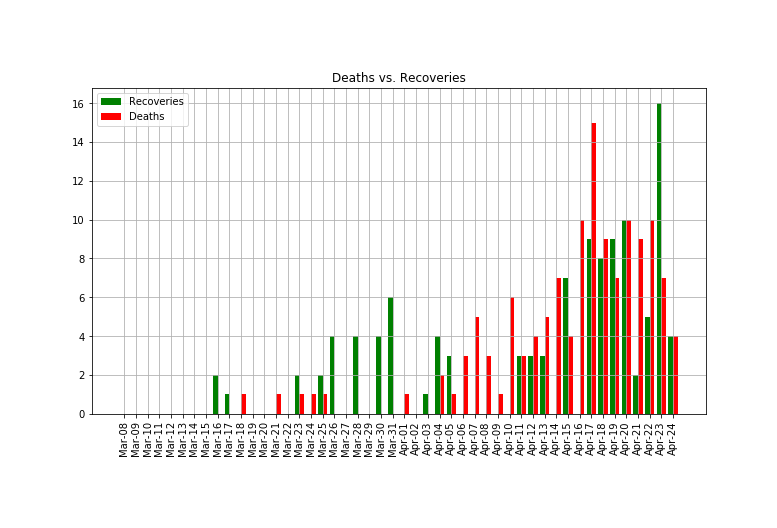 Deaths vs. Recoveries
Recoveries
Deaths
16
14
12
10
8
6
4
2
0
Mar-08
Mar-09
Mar-10
Mar-11
Mar-12
Mar-13
Mar-14
Mar-15
Mar-16
Mar-17
Mar-18
Mar-19
Mar-20
Mar-21
Mar-22
Mar-23
Mar-24
Mar-25
Mar-26
Mar-27
Mar-28
Mar-29
Mar-30
Mar-31
Apr-01
Apr-02
Apr-03
Apr-04
Apr-05
Apr-06
Apr-07
Apr-08
Apr-09
Apr-10
Apr-11
Apr-12
Apr-13
Apr-14
Apr-15
Apr-16
Apr-17
Apr-18
Apr-19
Apr-20
Apr-21
Apr-22
Apr-23
Apr-24